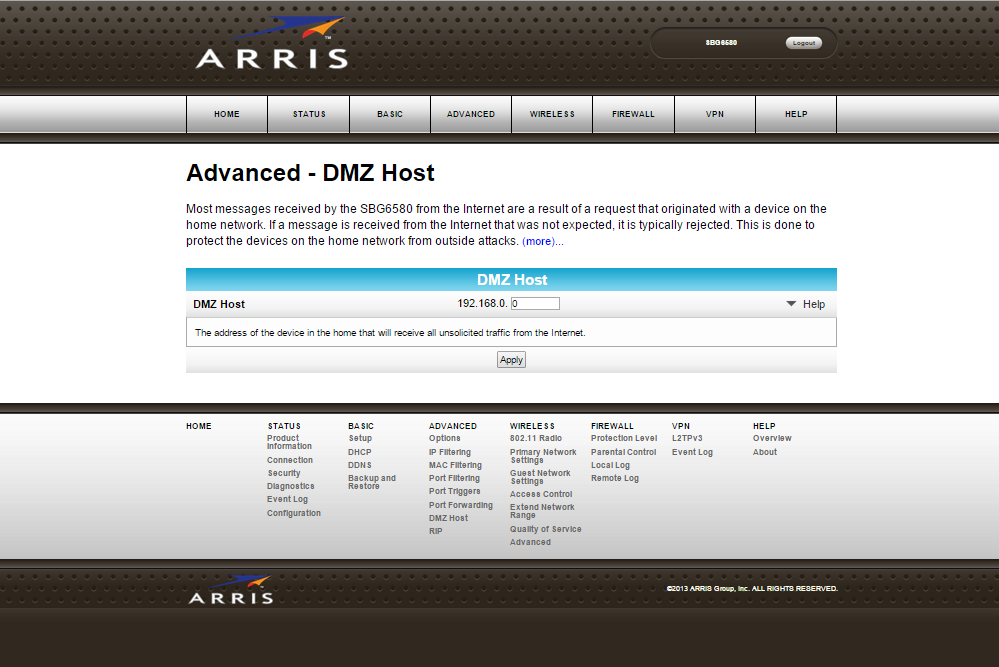 ARRIS
SBG6580
Logout
HOME
STATUS
BASIC
ADVANCED
WIRELESS
FIREWALL
VPN
HELP
Advanced - DMZ Host
Most messages received by the SBG6580 from the Internet are a result of a request that originated with a device on the
home network. If a message is received from the Internet that was not expected, it is typically rejected. This is done to
protect the devices on the home network from outside attacks. (more)...
DMZ Host
DMZ Host 192.168.0. 0 Help
The address of the device in the home that will receive all unsolicited traffic from the Internet.
Apply
HOME
STATUS
Product
Information
Connection
Security
Diagnostics
Event Log
Configuration
BASIC
Setup
DHCP
DDNS
Backup and
Restore
ADVANCED
Options
IP Filtering
MAC Filtering
Port Filtering
Port Triggers
Port Forwarding
DMZ Host
RIP
WIRELESS
802.11 Radio
Primary Network
Settings
Guest Network
Settings
Access Control
Extend Network
Range
Quality of Service
Advanced
FIREWALL
Protection Level
Parental Control
Local Log
Remote Log
VPN
L2TPv3
Event Log
HELP
Overview
About
ARRIS
©2013 ARRIS Group, Inc. ALL RIGHTS RESERVED.